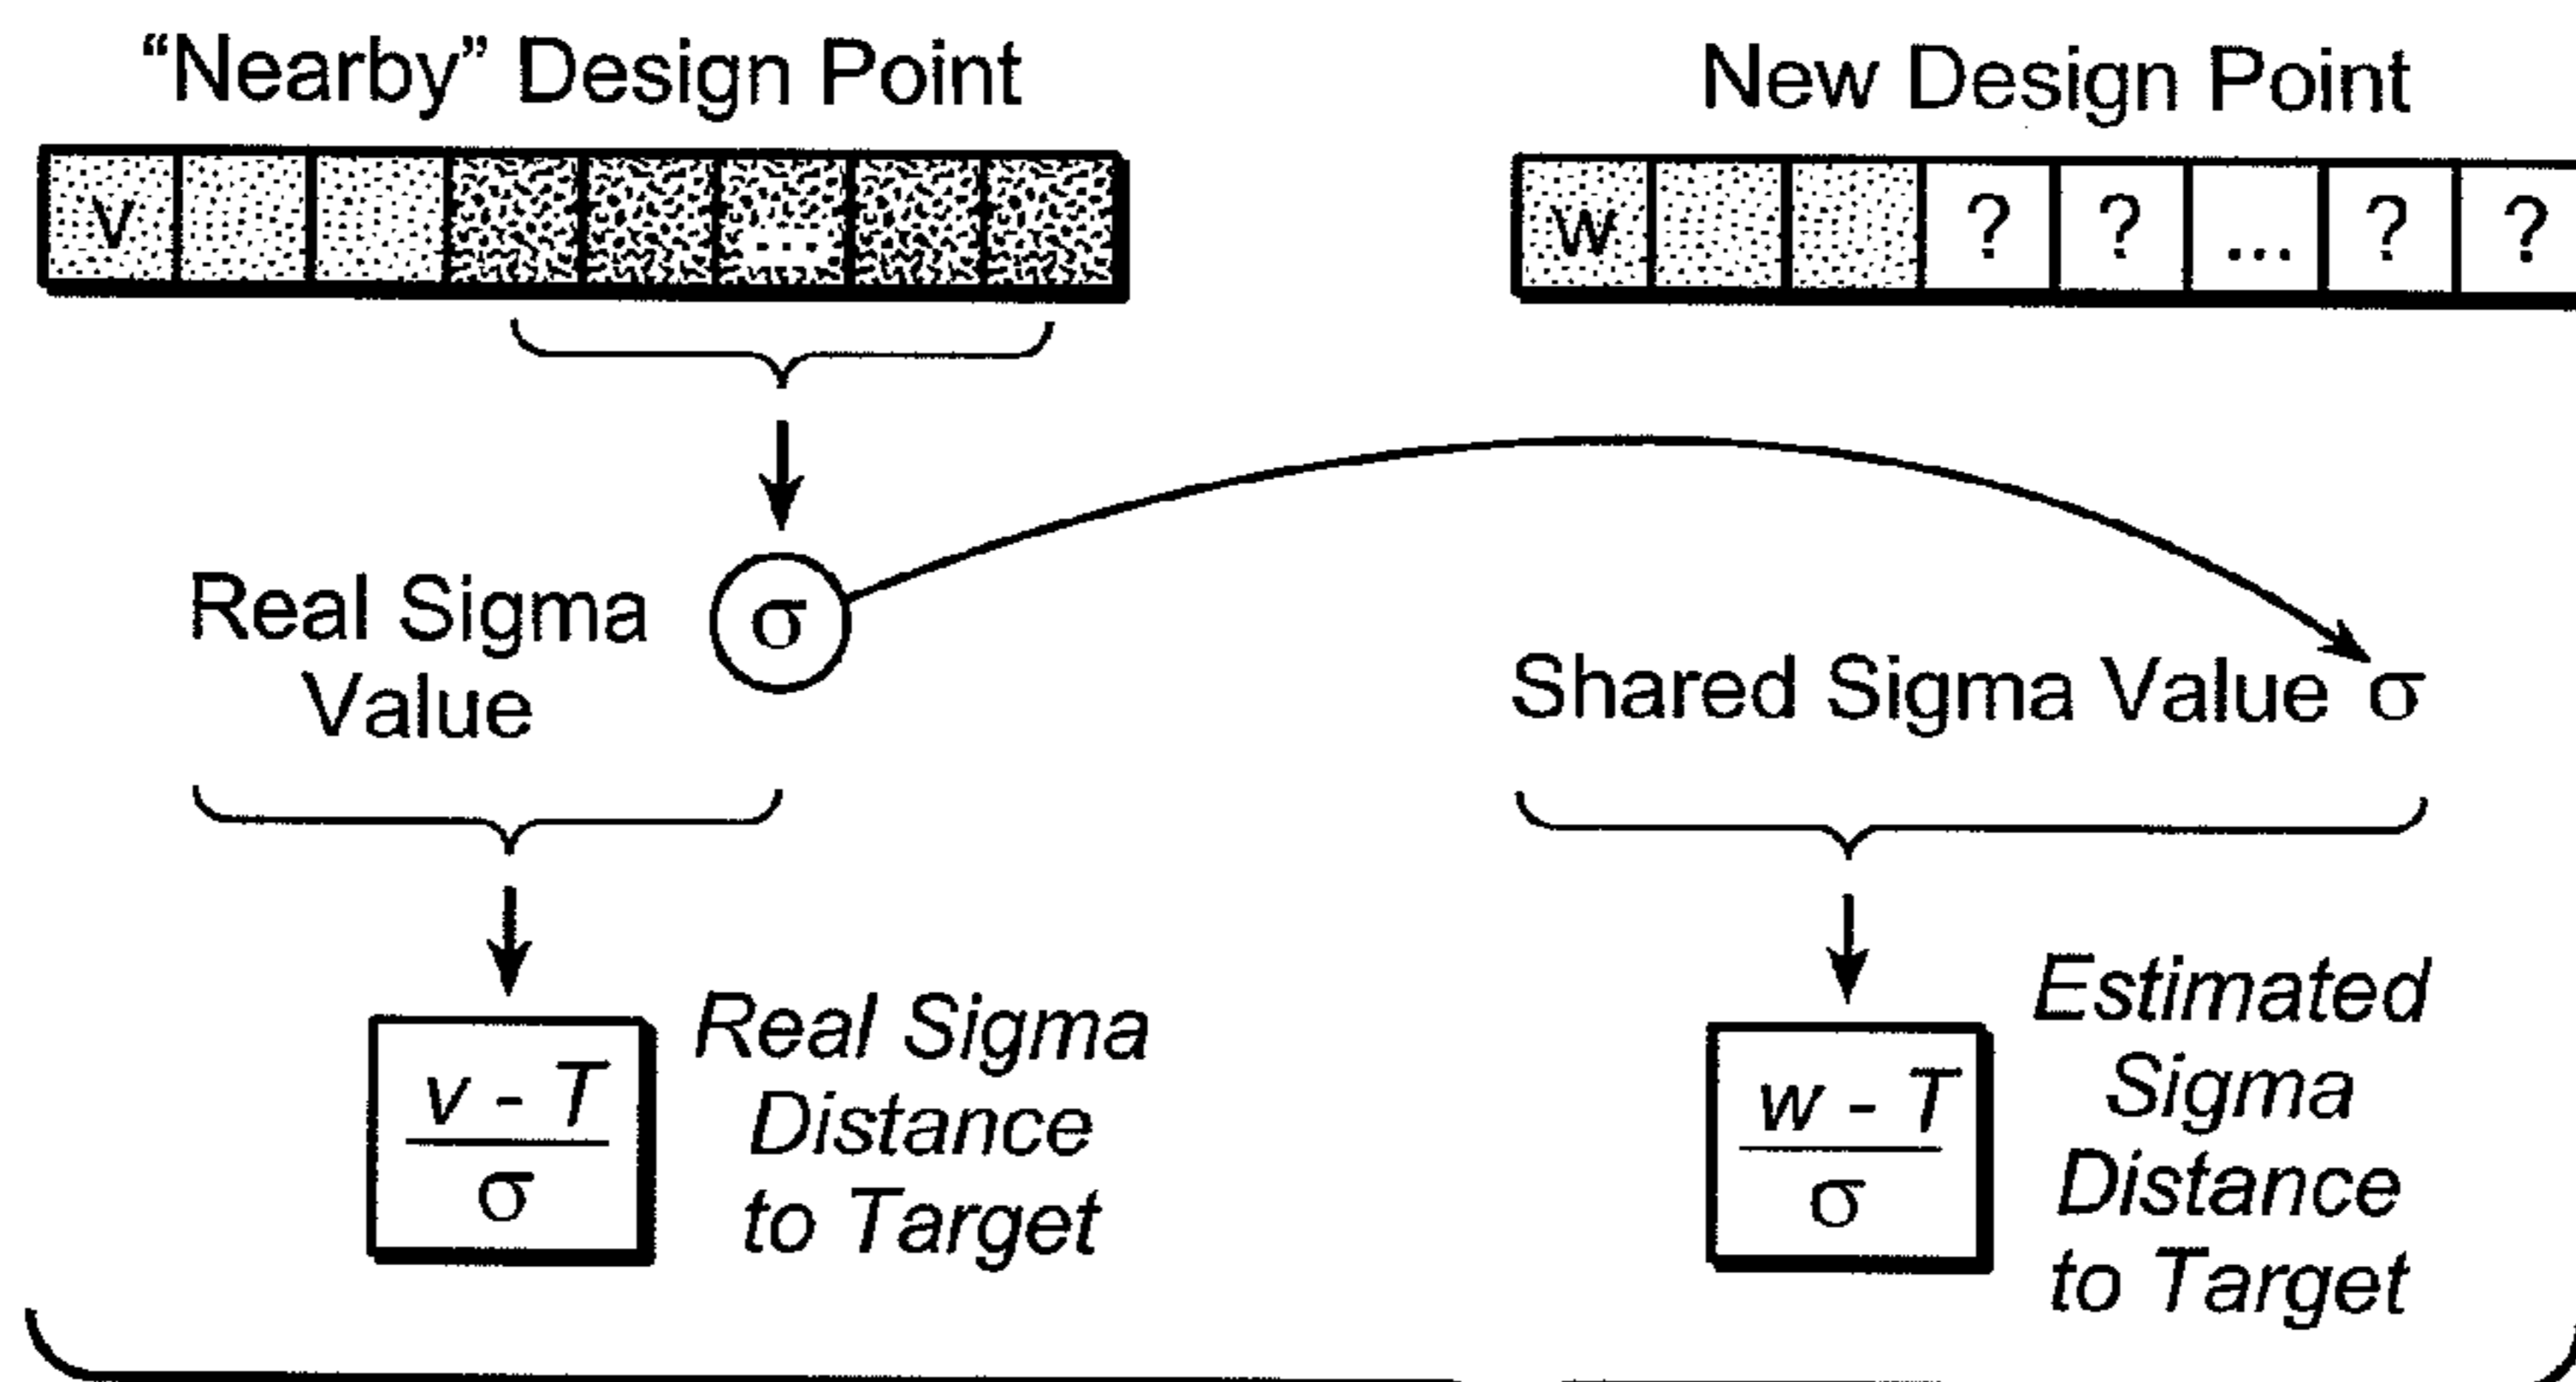 “Nearby” Design Point
v ...
Real Sigma
Value
σ
v - T
σ
Real Sigma
Distance
to Target
New Design Point
w ? ? ... ? ?
Shared Sigma Value σ
w - T
σ
Estimated
Sigma
Distance
to Target